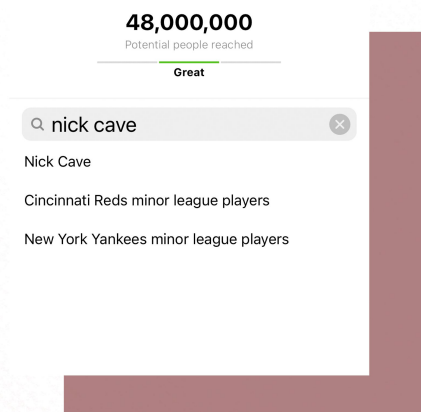 48,000,000
Potential people reached
Great
nick cave
Nick Cave
Cincinnati Reds minor league players
New York Yankees minor league players